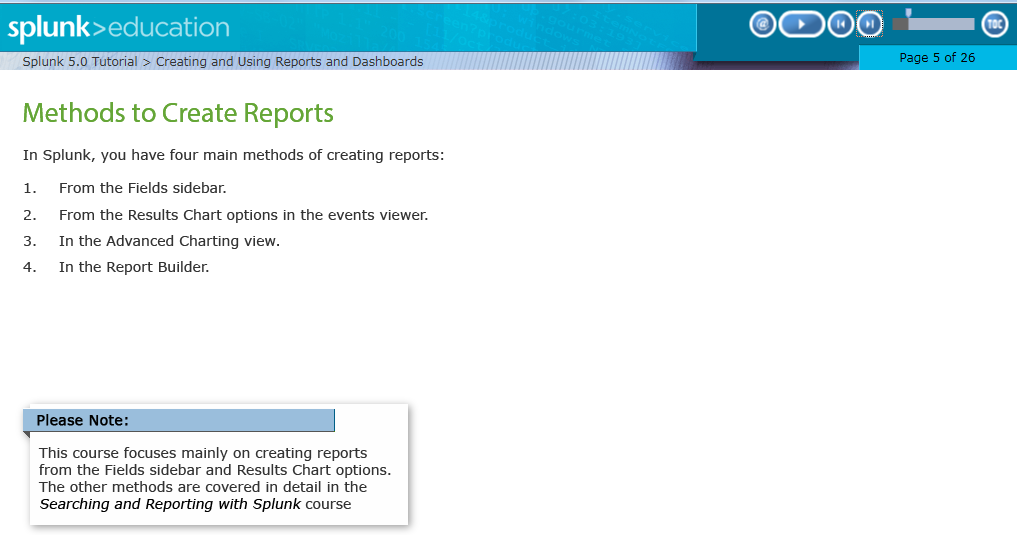 splunk>education
TOC
Splunk 5.0 Tutorial > Creating and Using Reports and Dashboards
Page 5 of 26
Methods to Create Reports
In Splunk, you have four main methods of creating reports:
1. From the Fields sidebar.
2. From the Results Chart options in the events viewer.
3. In the Advanced Charting view.
4. In the Report Builder.
Please Note:
This course focuses mainly on creating reports
from the Fields sidebar and Results Chart options.
The other methods are covered in detail in the
Searching and Reporting with Splunk course